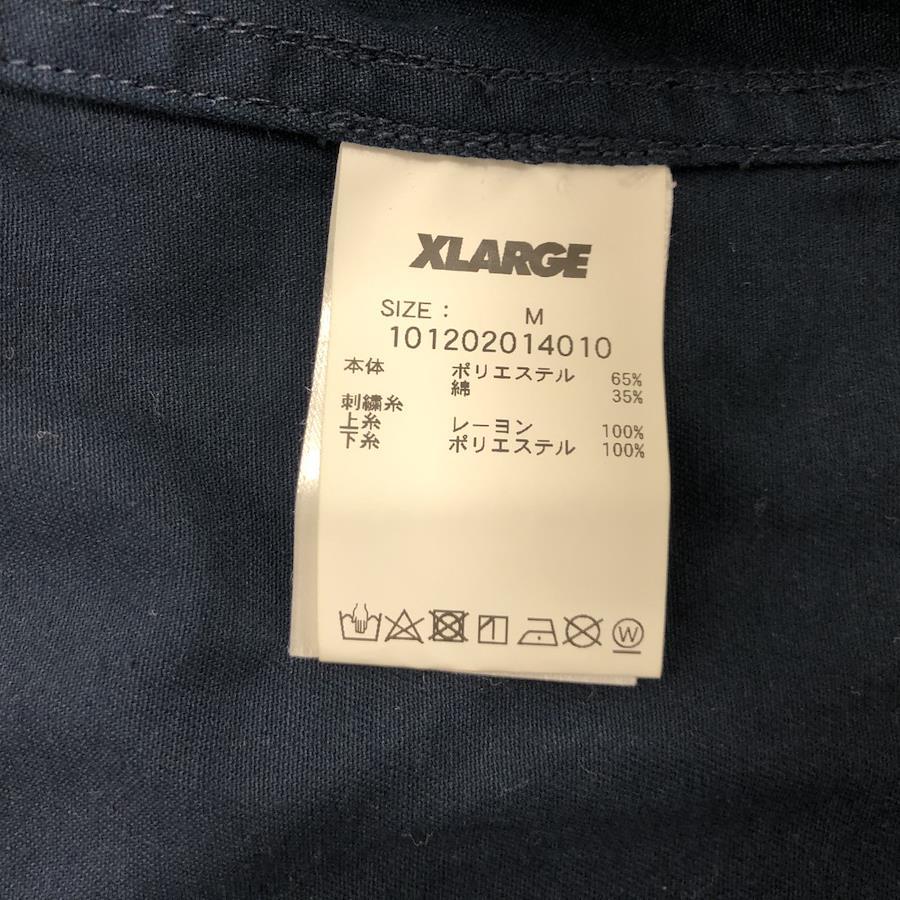 XLARGE
SIZE : M
101202014010
本体 ポリエステル 65%
綿 35%
刺繍糸
上糸 レーヨン 100%
下糸 ポリエステル 100%
W